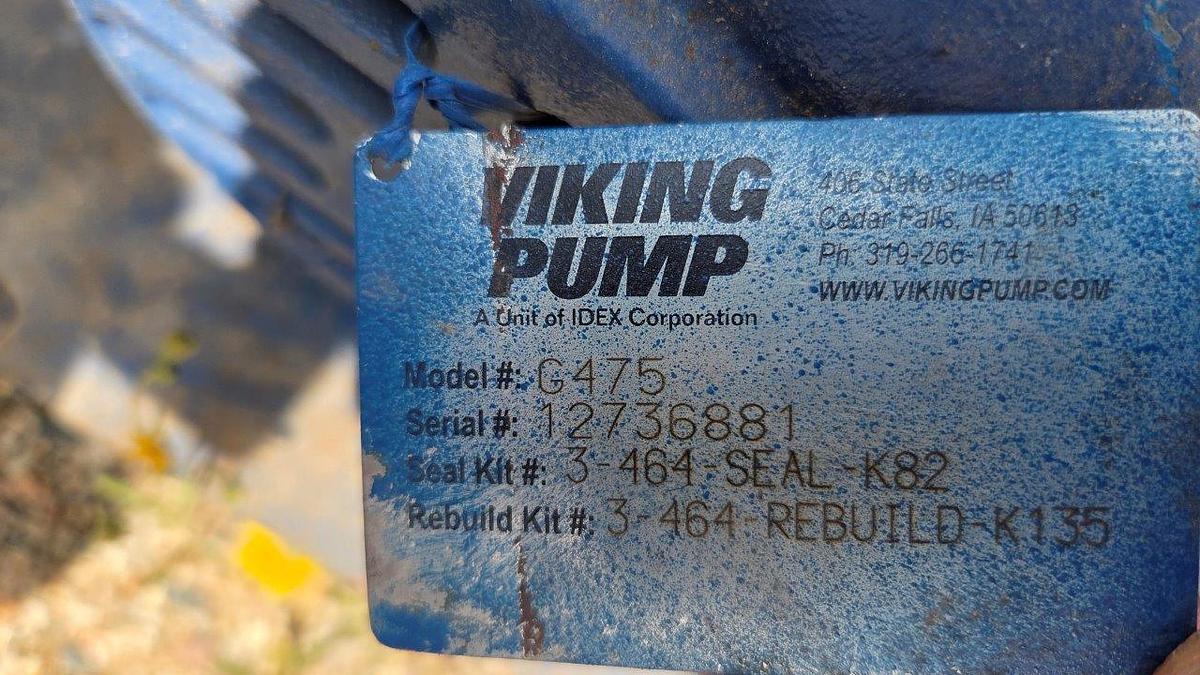 VIKING
PUMP
A Unit of IDEX Corporation
406 State Street
Cedar Falls, IA 50613
Ph. 319-266-1741
WWW.VIKINGPUMP.COM
Model #: G475
Serial #: 12736881
Seal Kit #: 3-464-SEAL-K82
Rebuild Kit #: 3-464-REBUILD-K135